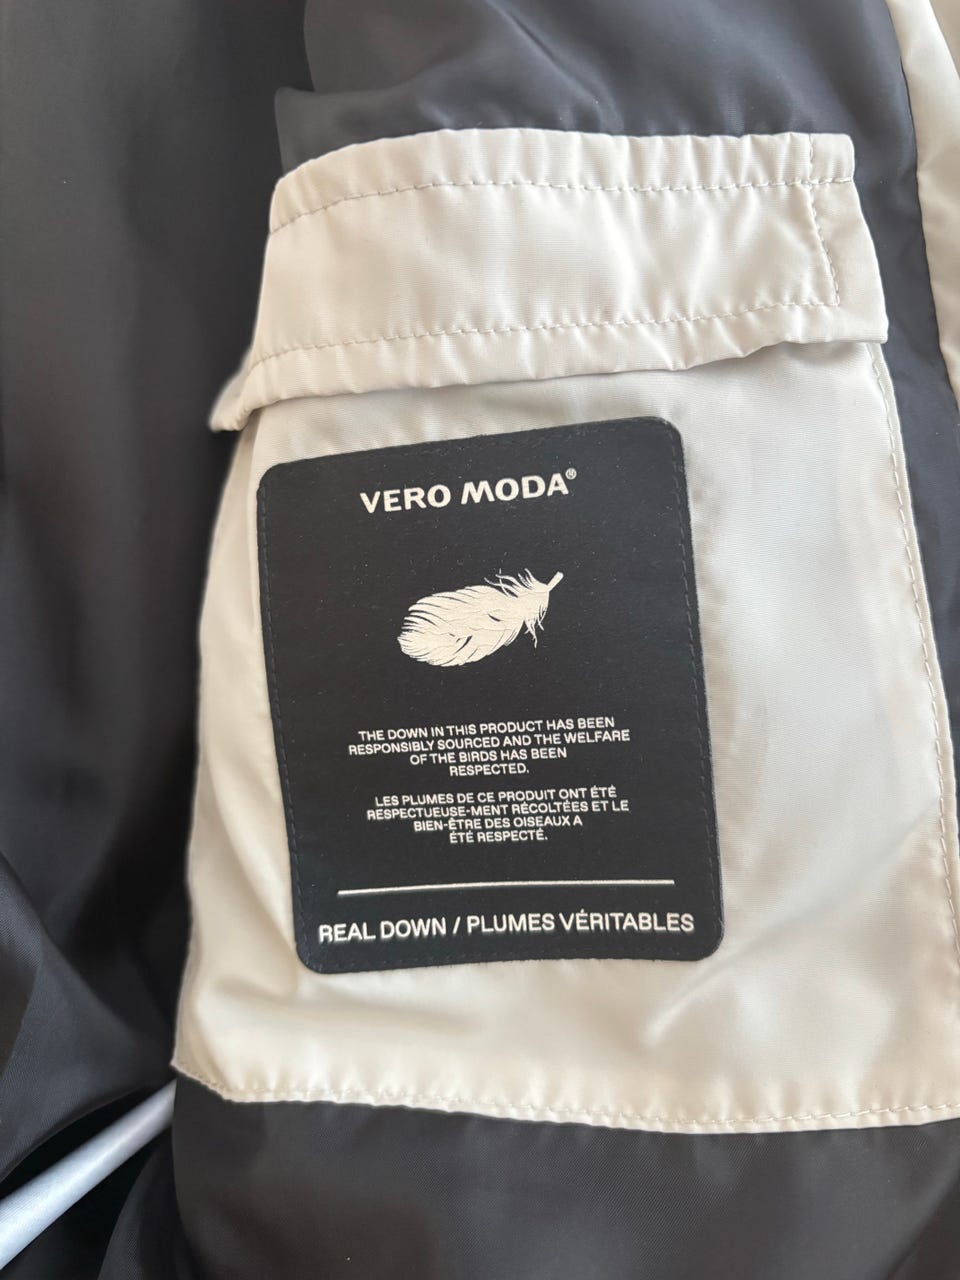 VERO MODA®
THE DOWN IN THIS PRODUCT HAS BEEN
RESPONSIBLY SOURCED AND THE WELFARE
OF THE BIRDS HAS BEEN
RESPECTED.
LES PLUMES DE CE PRODUIT ONT ÉTÉ
RESPECTUEUSE-MENT RÉCOLTÉES ET LE
BIEN-ÊTRE DES OISEAUX A
ÉTÉ RESPECTÉ.
REAL DOWN / PLUMES VÉRITABLES